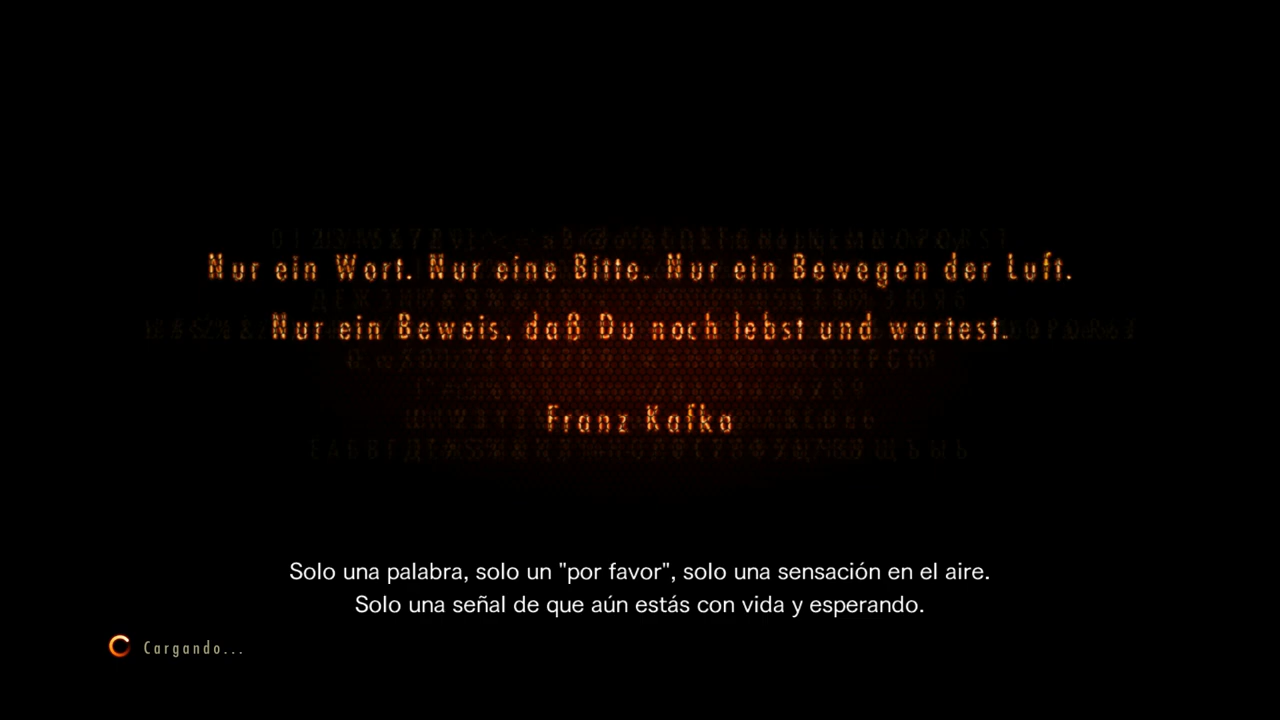 Nur ein Wort. Nur eine Bitte. Nur ein Bewegen der Luft.
Nur ein Beweis, daß Du noch lebst und wartest.
Franz Kafka
Solo una palabra, solo un "por favor", solo una sensación en el aire.
Solo una señal de que aún estás con vida y esperando.
Cargando...